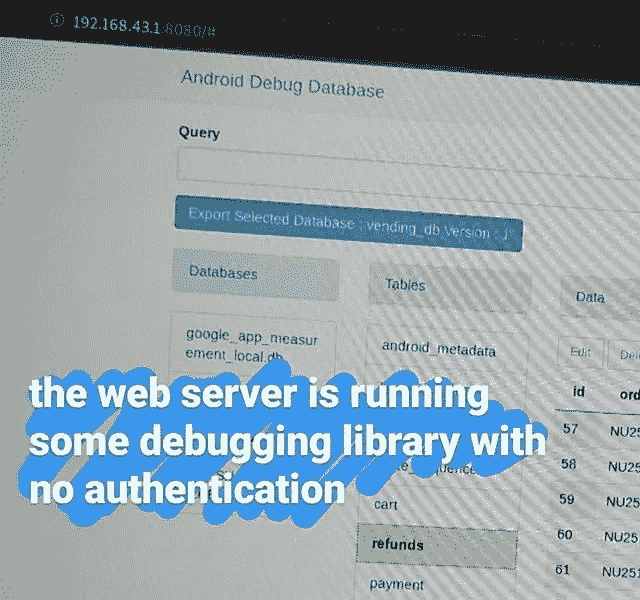 192.168.43.1:8080/#
Android Debug Database
Query
Export Selected Database : vending_db Version : 1
Databases
Tables
Data
google_app_measur
ement_local.db
android_metadata
Edit
the web server is running
some debugging library with
no authentication
cart
refunds
payment
id
57 NU25
58 NU25
59 NU25
60 NU25
61 NU251